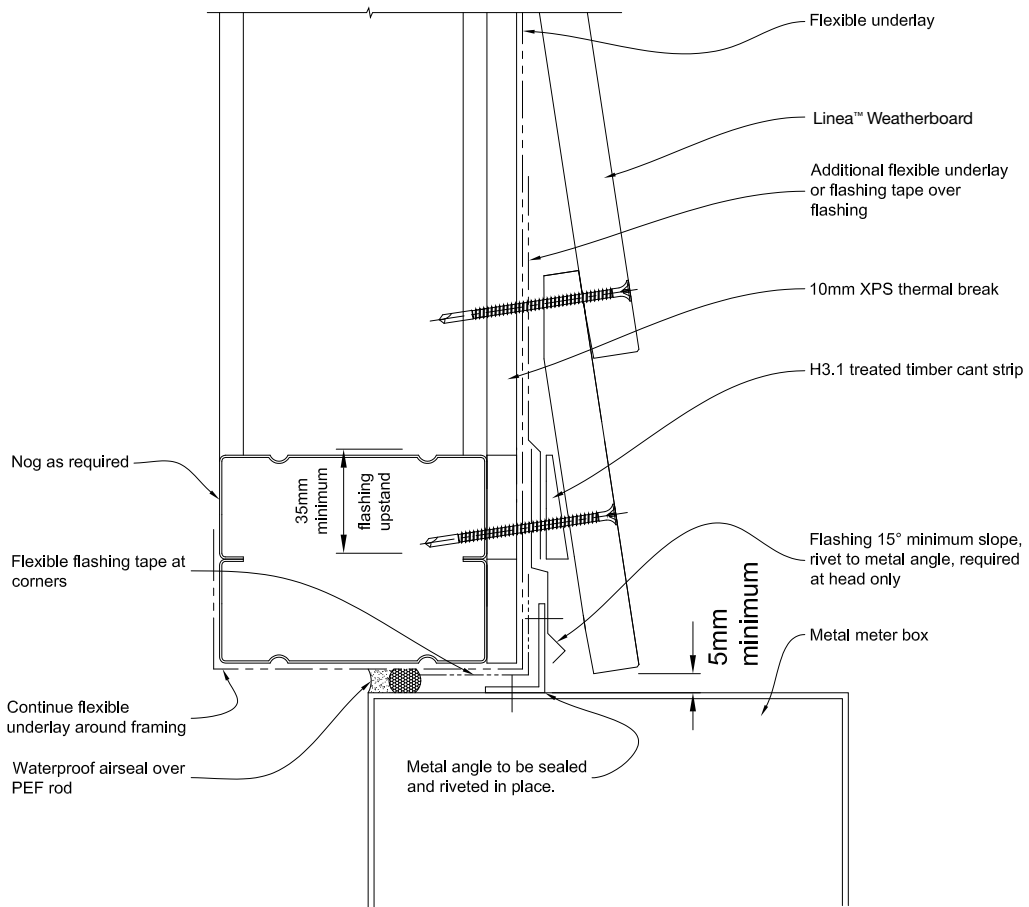 Flexible underlay
Linea™ Weatherboard
Additional flexible underlay
or flashing tape over
flashing
10mm XPS thermal break
H3.1 treated timber cant strip
Nog as required
35mm
minimum
flashing
upstand
Flexible flashing tape at
corners
Flashing 15° minimum slope,
rivet to metal angle, required
at head only
5mm
minimum
Metal meter box
Continue flexible
underlay around framing
Waterproof airseal over
PEF rod
Metal angle to be sealed
and riveted in place.